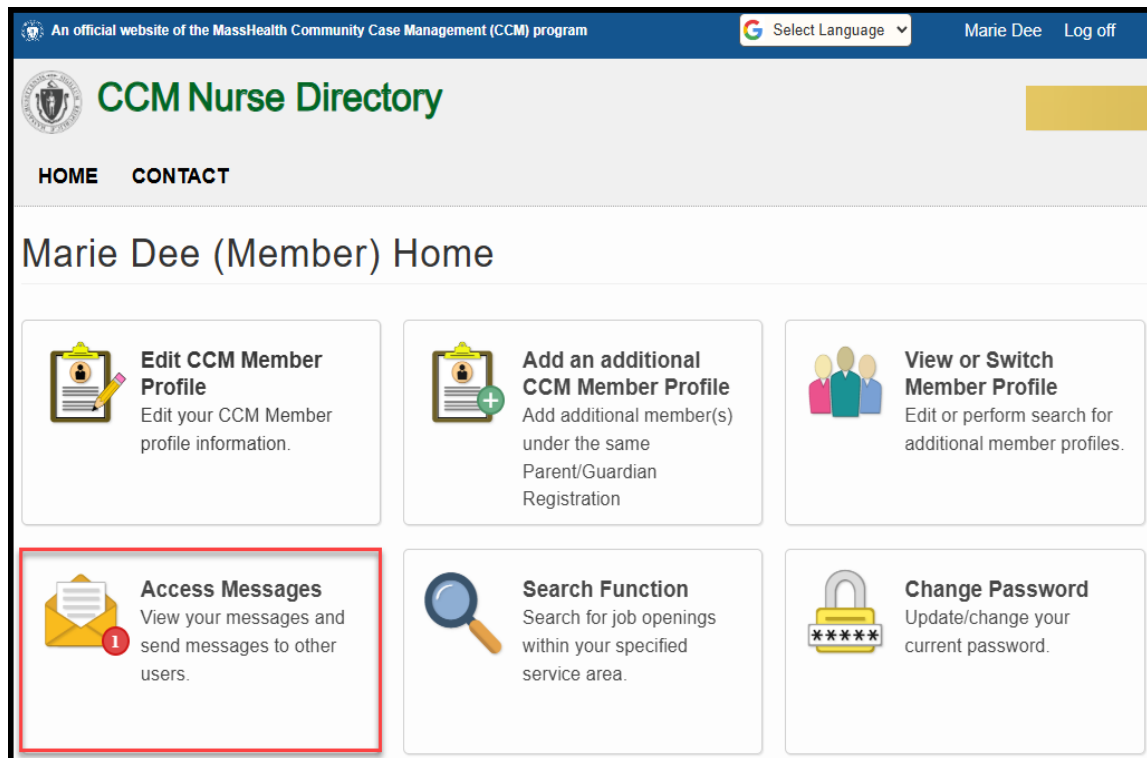 An official website of the MassHealth Community Case Management (CCM) program
Select Language
Marie Dee
Log off
CCM Nurse Directory
HOME
CONTACT
Marie Dee (Member) Home
Edit CCM Member
Profile
Edit your CCM Member
profile information.
Add an additional
CCM Member Profile
Add additional member(s)
under the same
Parent/Guardian
Registration
View or Switch
Member Profile
Edit or perform search for
additional member profiles.
Access Messages
View your messages and
send messages to other
users.
1
Search Function
Search for job openings
within your specified
service area.
Change Password
Update/change your
current password.
*****